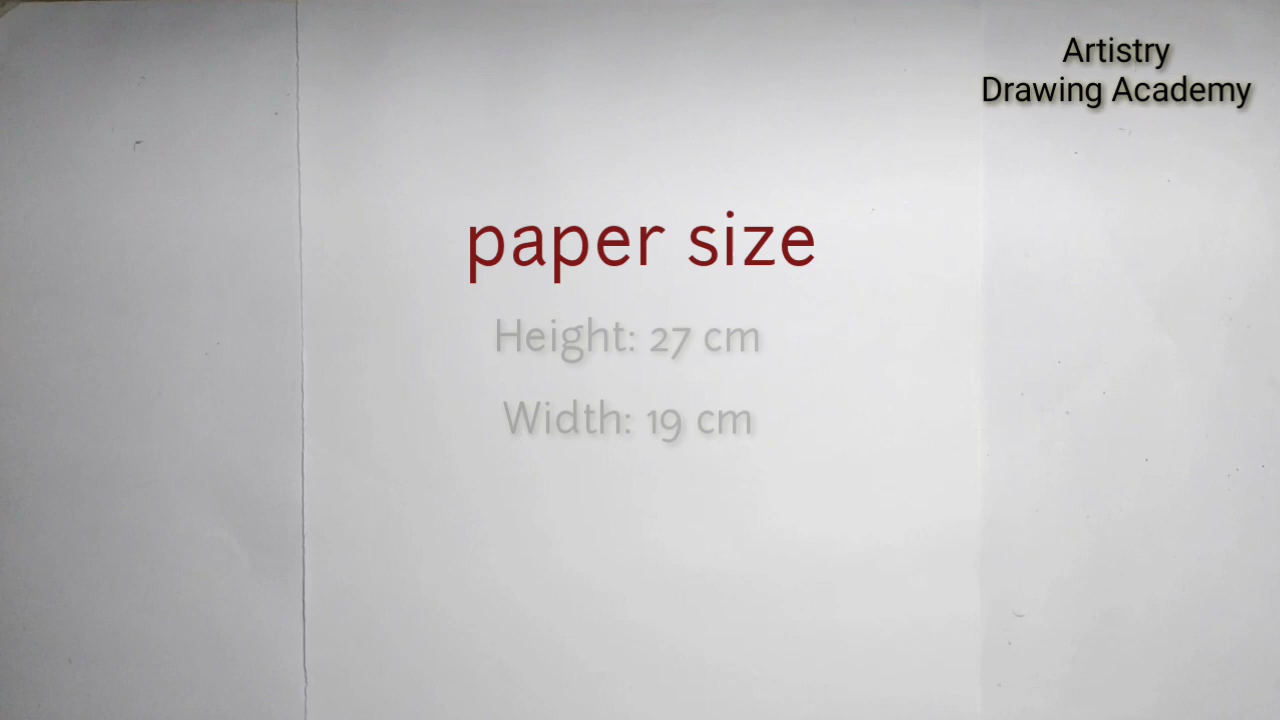 Artistry
Drawing Academy
paper size
Height: 27 cm
Width: 19 cm